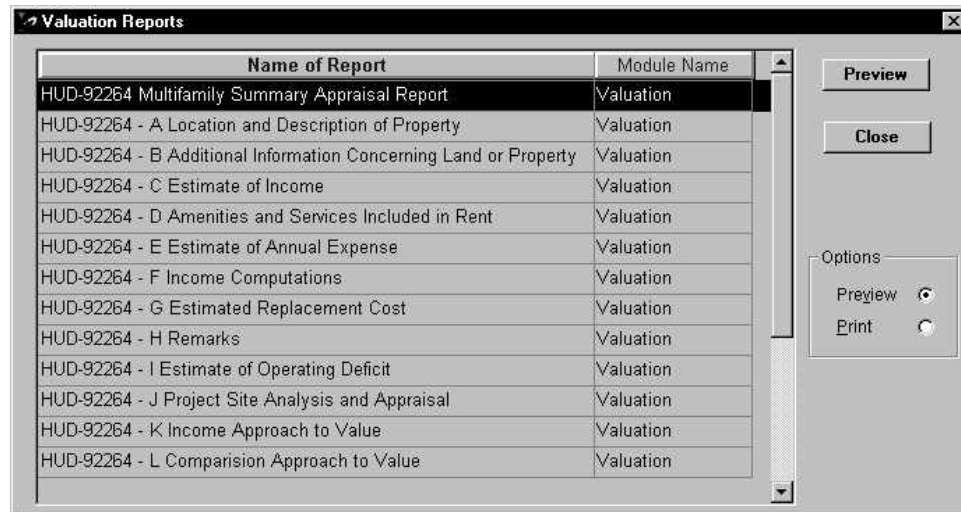 Valuation Reports
Name of Report Module Name
HUD-92264 Multifamily Summary Appraisal Report Valuation
HUD-92264 - A Location and Description of Property Valuation
HUD-92264 - B Additional Information Concerning Land or Property Valuation
HUD-92264 - C Estimate of Income Valuation
HUD-92264 - D Amenities and Services Included in Rent Valuation
HUD-92264 - E Estimate of Annual Expense Valuation
HUD-92264 - F Income Computations Valuation
HUD-92264 - G Estimated Replacement Cost Valuation
HUD-92264 - H Remarks Valuation
HUD-92264 - I Estimate of Operating Deficit Valuation
HUD-92264 - J Project Site Analysis and Appraisal Valuation
HUD-92264 - K Income Approach to Value Valuation
HUD-92264 - L Comparision Approach to Value Valuation
Preview
Close
Options
Preview
Print